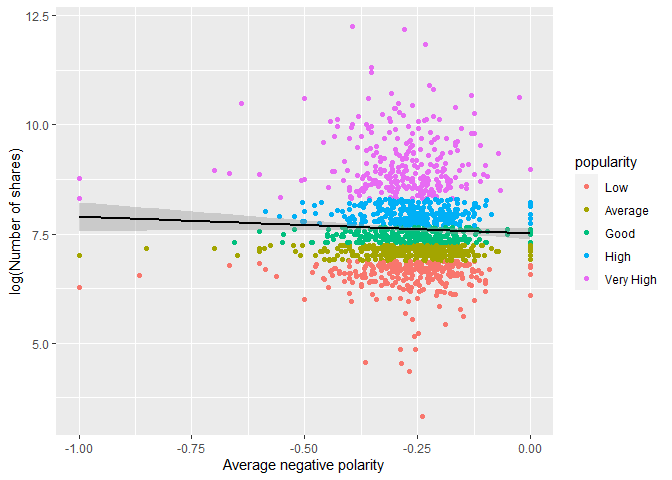 12.5
10.0
7.5
5.0
log(Number of shares)
-1.00
-0.75
-0.50
-0.25
0.00
Average negative polarity
popularity
Low
Average
Good
High
Very High